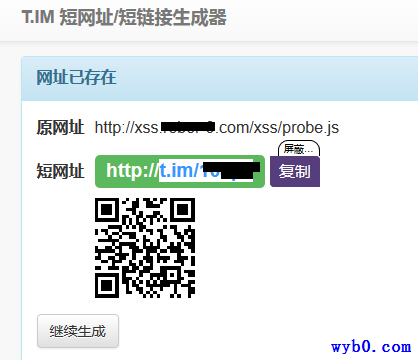 T.IM 短网址/短链接生成器
网址已存在
原网址 http://xss. .com/xss/probe.js
屏蔽...
短网址 http://t.im/ 复制
继续生成
wyb0.com